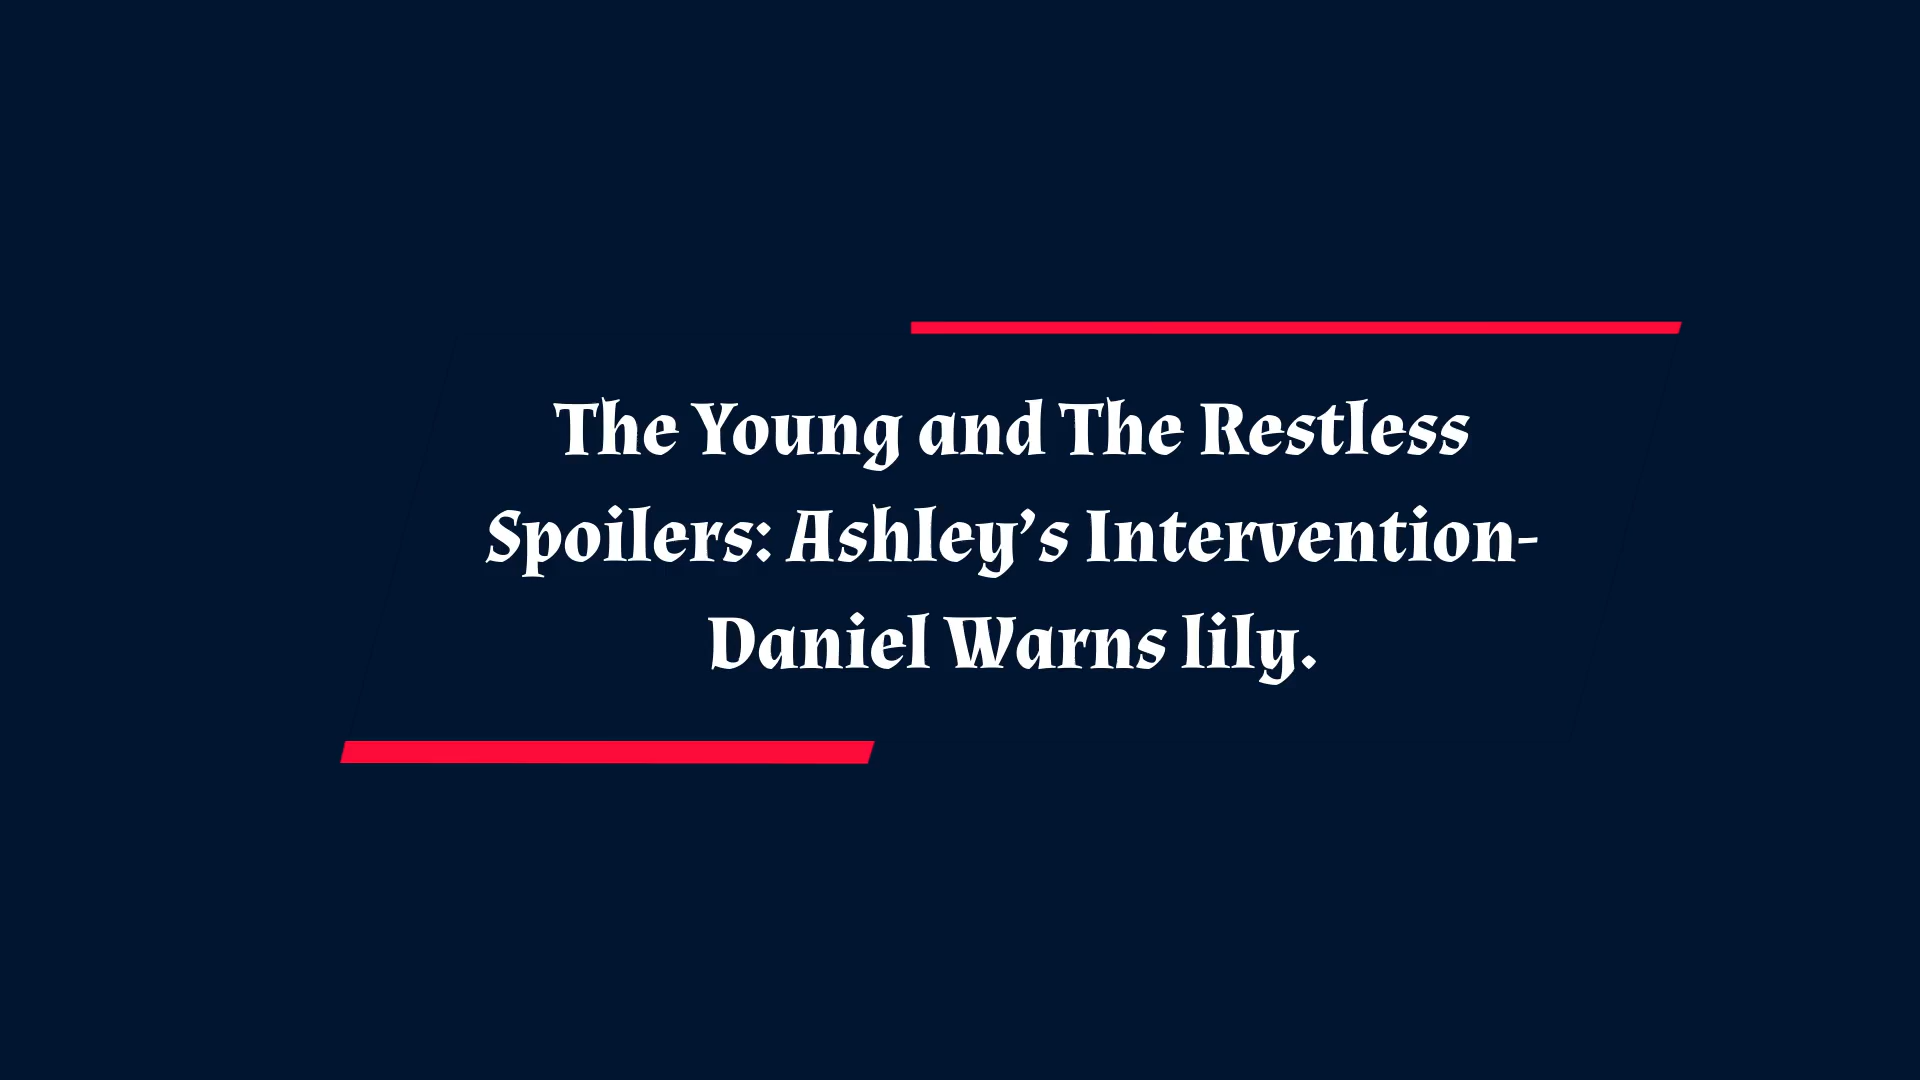 The Young and The Restless
Spoilers: Ashley’s Intervention-
Daniel Warns lily.